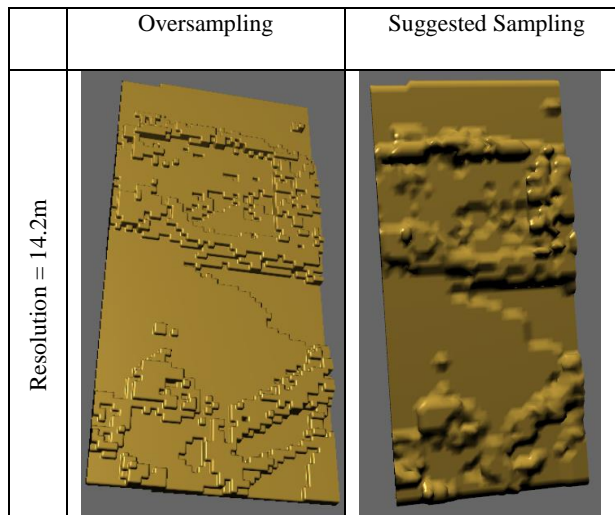 Oversampling
Suggested Sampling
Resolution = 14.2m